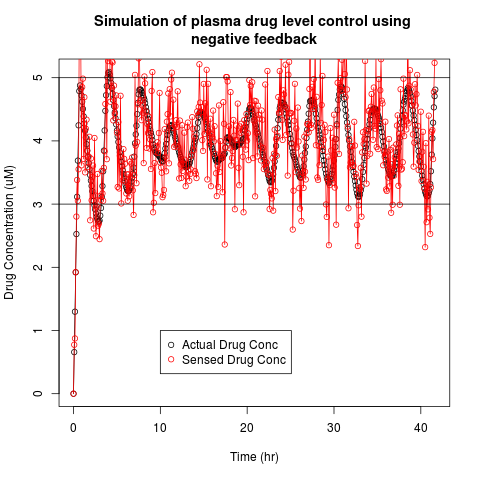 Simulation of plasma drug level control using
negative feedback
Drug Concentration (uM)
5
4
3
2
1
0
Actual Drug Conc
Sensed Drug Conc
0 10 20 30 40
Time (hr)